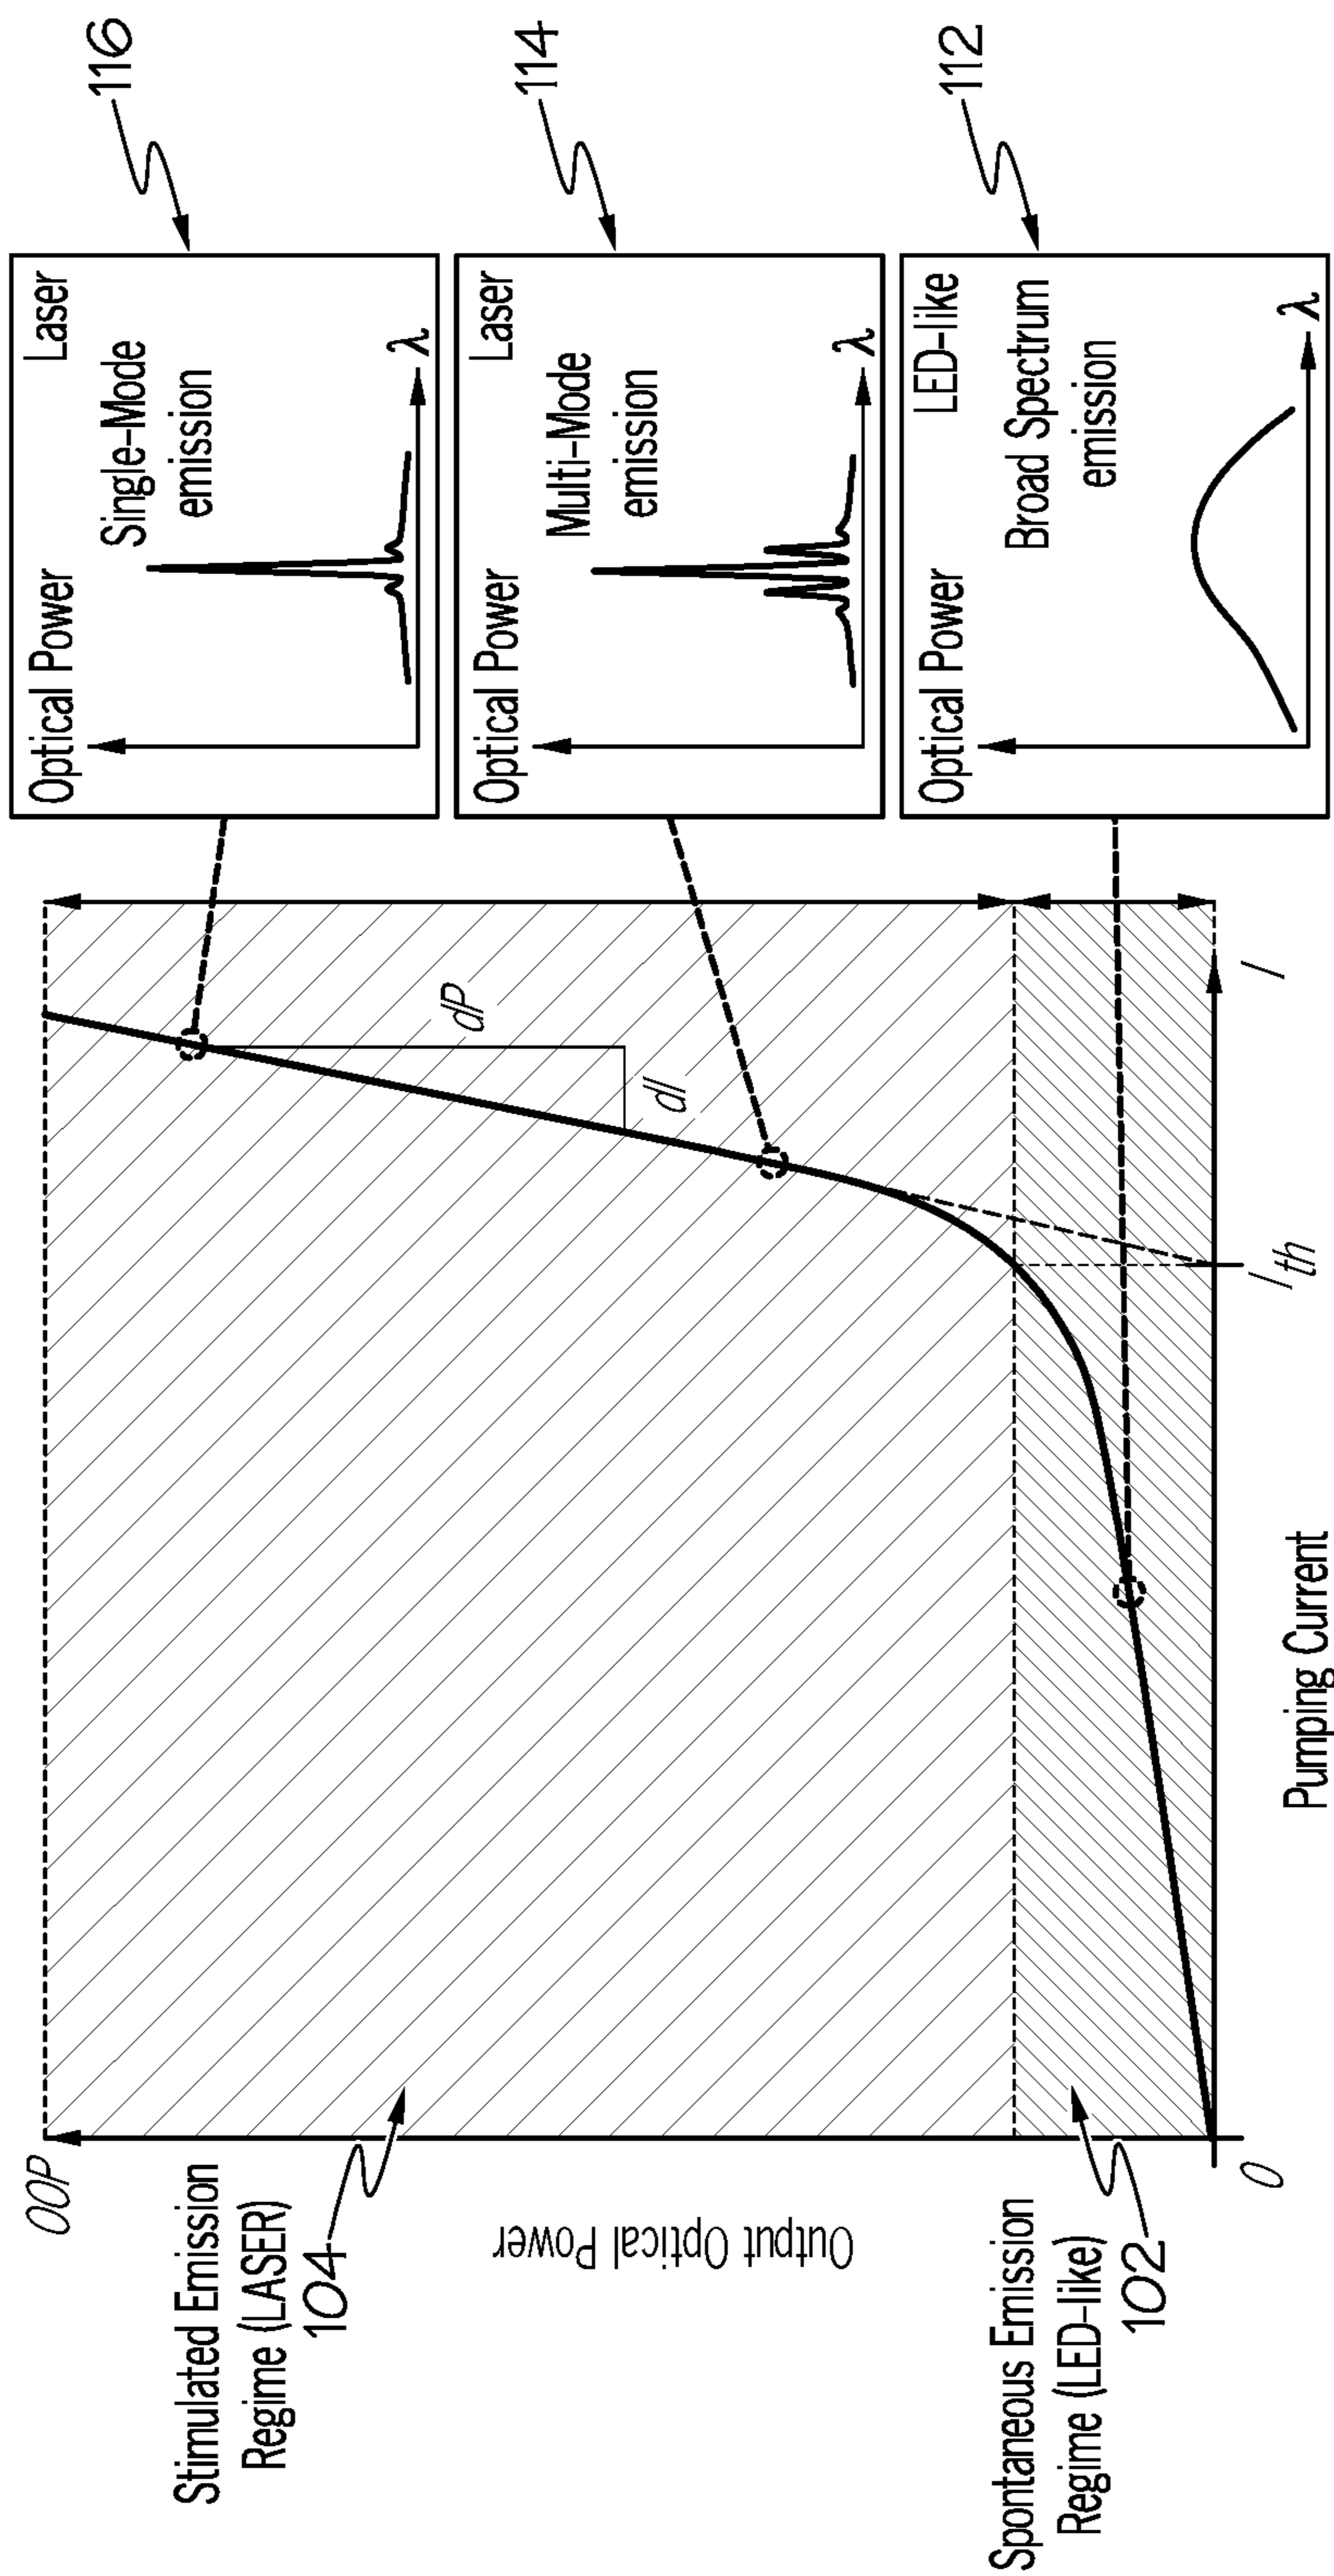 OOP
Stimulated Emission
Regime (LASER)
104
Output Optical Power
Spontaneous Emission
Regime (LED-like)
102
0
Pumping Current
I
th
I
dP
dI
Optical Power
Laser
Single-Mode
emission
λ
116
Optical Power
Laser
Multi-Mode
emission
λ
114
Optical Power
LED-like
Broad Spectrum
emission
λ
112